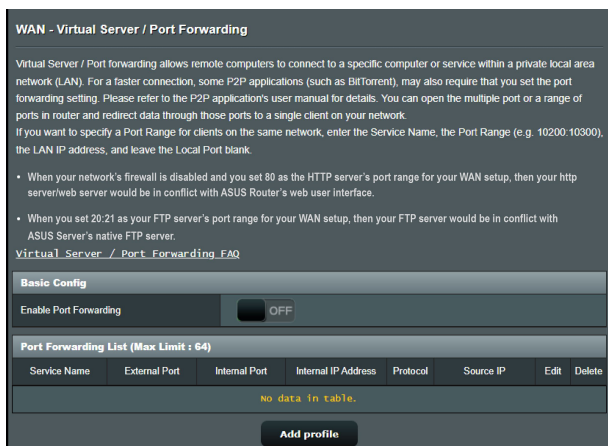 WAN - Virtual Server / Port Forwarding
Virtual Server / Port forwarding allows remote computers to connect to a specific computer or service within a private local area
network (LAN). For a faster connection, some P2P applications (such as BitTorrent), may also require that you set the port
forwarding setting. Please refer to the P2P application's user manual for details. You can open the multiple port or a range of
ports in router and redirect data through those ports to a single client on your network.
If you want to specify a Port Range for clients on the same network, enter the Service Name, the Port Range (e.g. 10200:10300),
the LAN IP address, and leave the Local Port blank.
• When your network's firewall is disabled and you set 80 as the HTTP server's port range for your WAN setup, then your http
server/web server would be in conflict with ASUS Router's web user interface.
• When you set 20:21 as your FTP server's port range for your WAN setup, then your FTP server would be in conflict with
ASUS Server's native FTP server.
Virtual Server / Port Forwarding FAQ
Basic Config
Enable Port Forwarding OFF
Port Forwarding List (Max Limit : 64)
Service Name External Port Internal Port Internal IP Address Protocol Source IP Edit Delete
No data in table.
Add profile